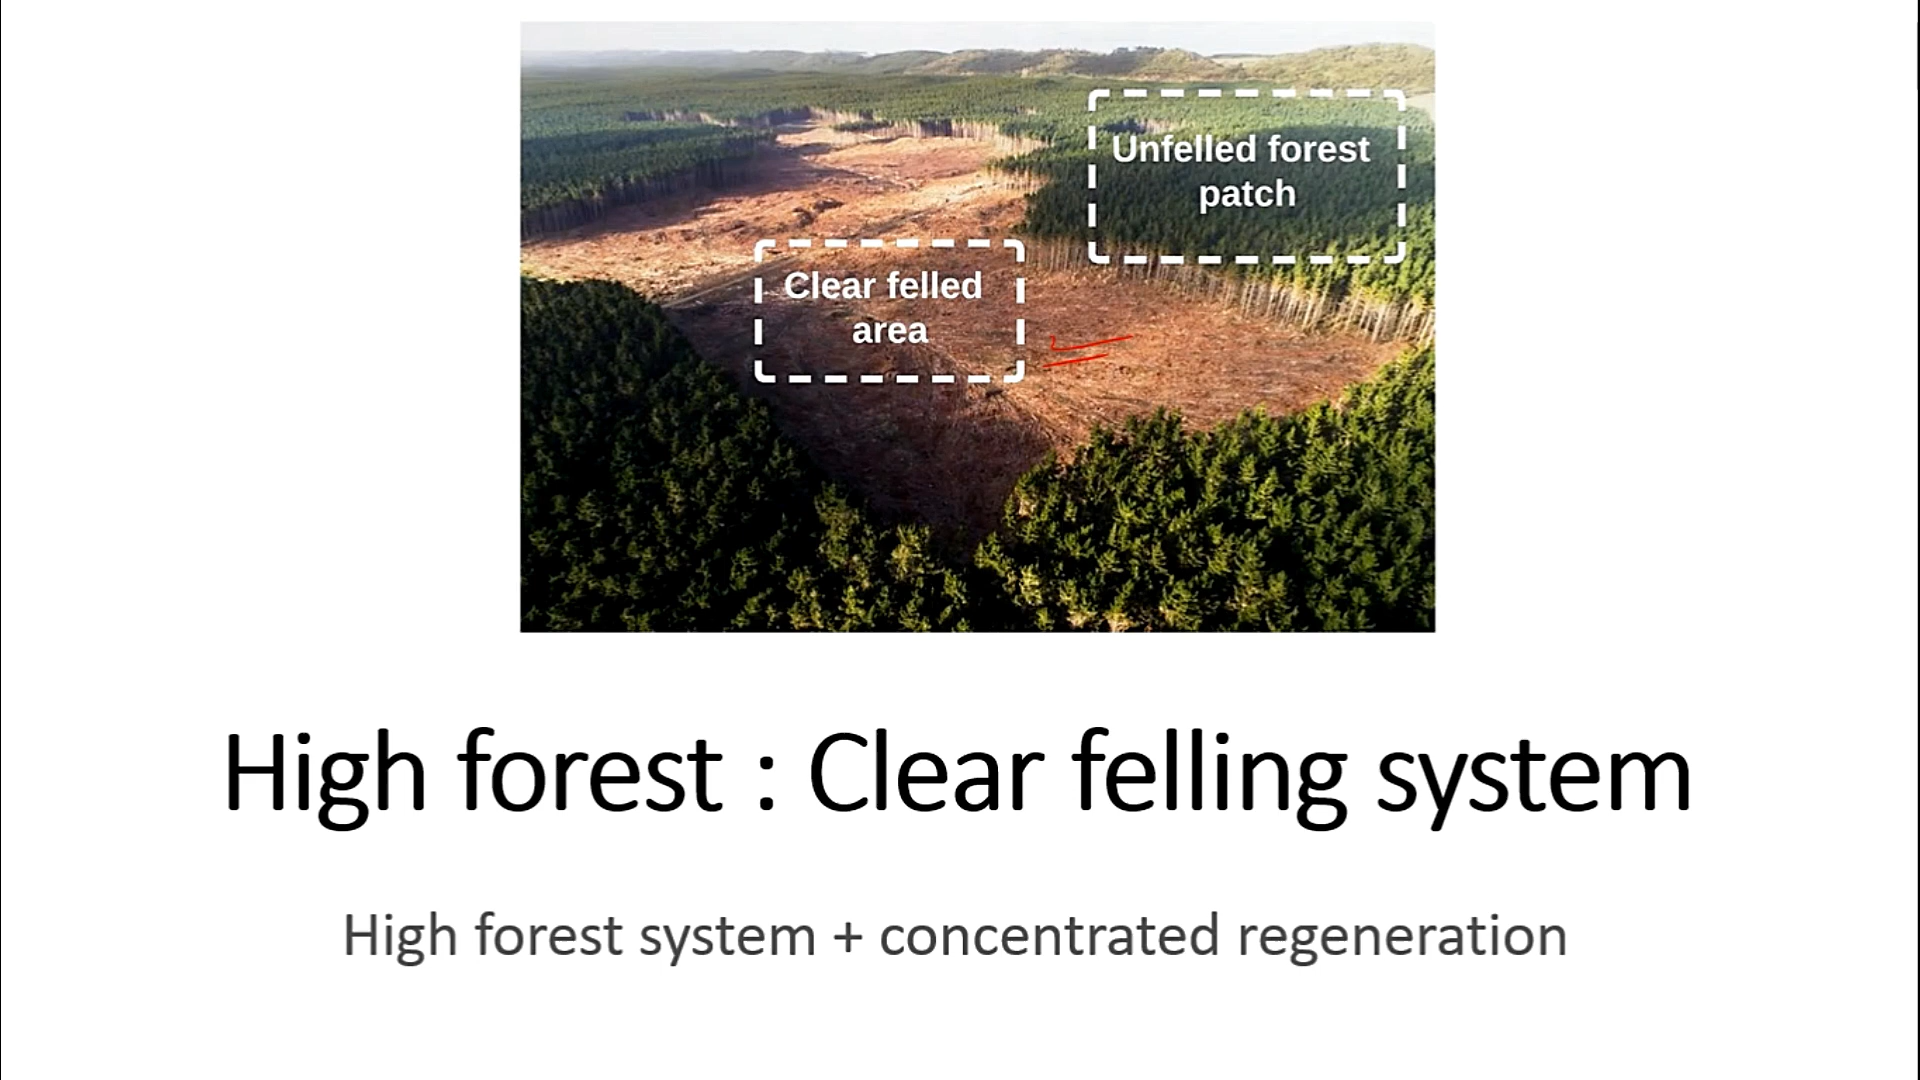 Unfelled forest
patch
Clear felled
area
High forest : Clear felling system
High forest system + concentrated regeneration